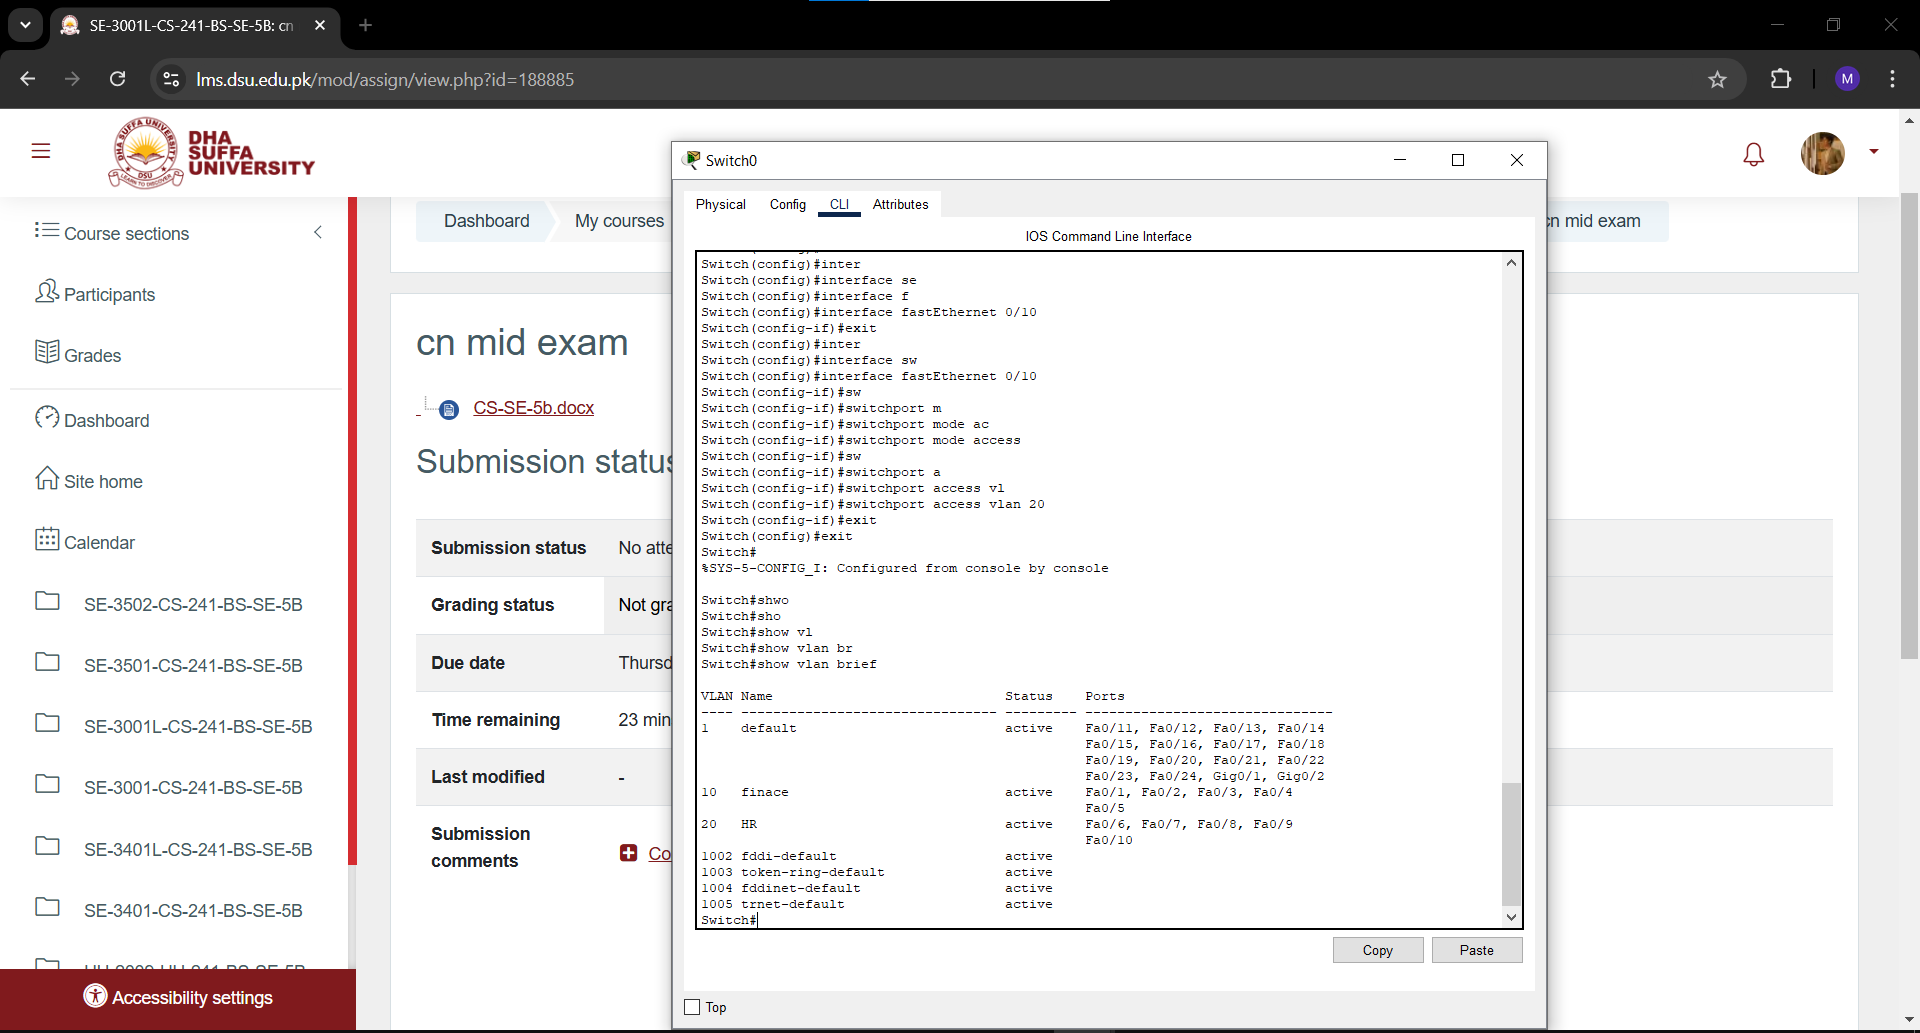 SE-3001L-CS-241-BS-SE-5B: cn
lms.dsu.edu.pk/mod/assign/view.php?id=188885
M
DHA SUFFA UNIVERSITY
DSU
LEARN TO DISCOVER
DHA
SUFFA
UNIVERSITY
Course sections
Participants
Grades
Dashboard
Site home
Calendar
SE-3502-CS-241-BS-SE-5B
SE-3501-CS-241-BS-SE-5B
SE-3001L-CS-241-BS-SE-5B
SE-3001-CS-241-BS-SE-5B
SE-3401L-CS-241-BS-SE-5B
SE-3401-CS-241-BS-SE-5B
Accessibility settings
Dashboard
My courses
cn mid exam
cn mid exam
CS-SE-5b.docx
Submission status
Submission status No atte
Grading status Not gra
Due date Thursd
Time remaining 23 min
Last modified -
Submission
comments
Co
Switch0
Physical Config CLI Attributes
IOS Command Line Interface
Switch(config)#inter
Switch(config)#interface se
Switch(config)#interface f
Switch(config)#interface fastEthernet 0/10
Switch(config-if)#exit
Switch(config)#inter
Switch(config)#interface sw
Switch(config)#interface fastEthernet 0/10
Switch(config-if)#sw
Switch(config-if)#switchport m
Switch(config-if)#switchport mode ac
Switch(config-if)#switchport mode access
Switch(config-if)#sw
Switch(config-if)#switchport a
Switch(config-if)#switchport access vl
Switch(config-if)#switchport access vlan 20
Switch(config-if)#exit
Switch(config)#exit
Switch#
%SYS-5-CONFIG_I: Configured from console by console
Switch#shwo
Switch#sho
Switch#show vl
Switch#show vlan br
Switch#show vlan brief
VLAN Name Status Ports
---- -------------------------------- --------- -------------------------------
1 default active Fa0/11, Fa0/12, Fa0/13, Fa0/14
Fa0/15, Fa0/16, Fa0/17, Fa0/18
Fa0/19, Fa0/20, Fa0/21, Fa0/22
Fa0/23, Fa0/24, Gig0/1, Gig0/2
10 finace active Fa0/1, Fa0/2, Fa0/3, Fa0/4
Fa0/5
20 HR active Fa0/6, Fa0/7, Fa0/8, Fa0/9
Fa0/10
1002 fddi-default active
1003 token-ring-default active
1004 fddinet-default active
1005 trnet-default active
Switch#
Copy
Paste
Top